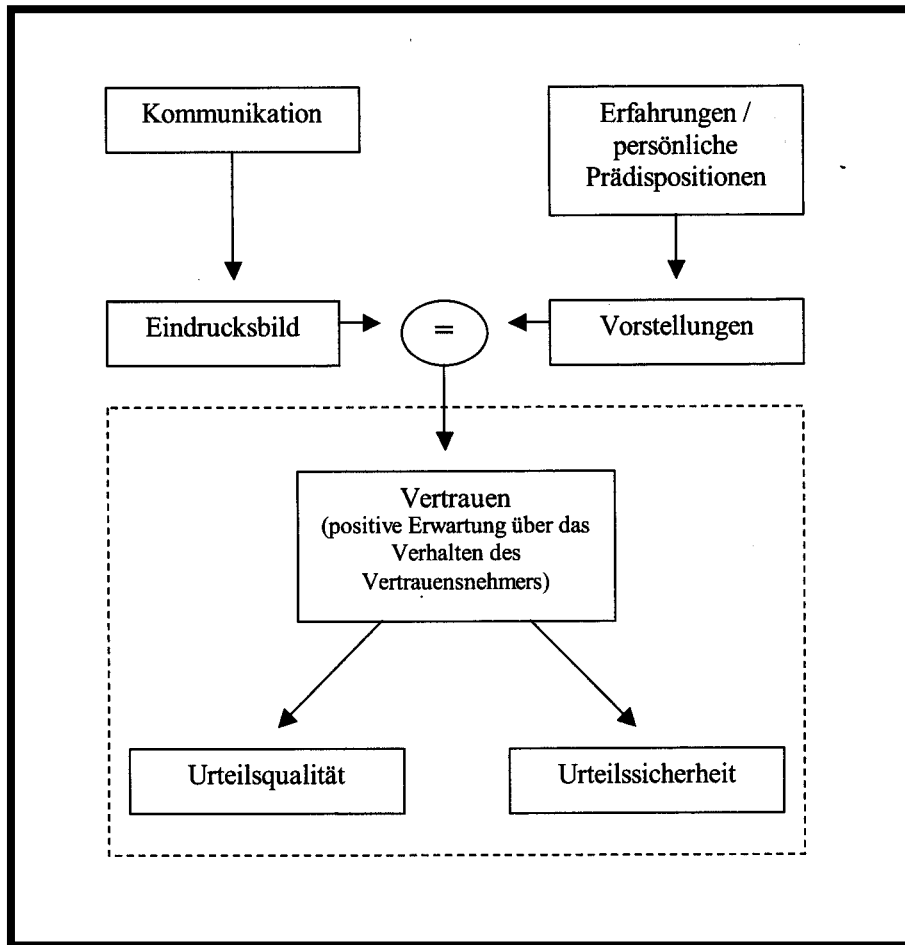 Kommunikation
Erfahrungen /
persönliche
Prädispositionen
Eindrucksbild
=
Vorstellungen
Vertrauen
(positive Erwartung über das
Verhalten des
Vertrauensnehmers)
Urteilsqualität
Urteilssicherheit